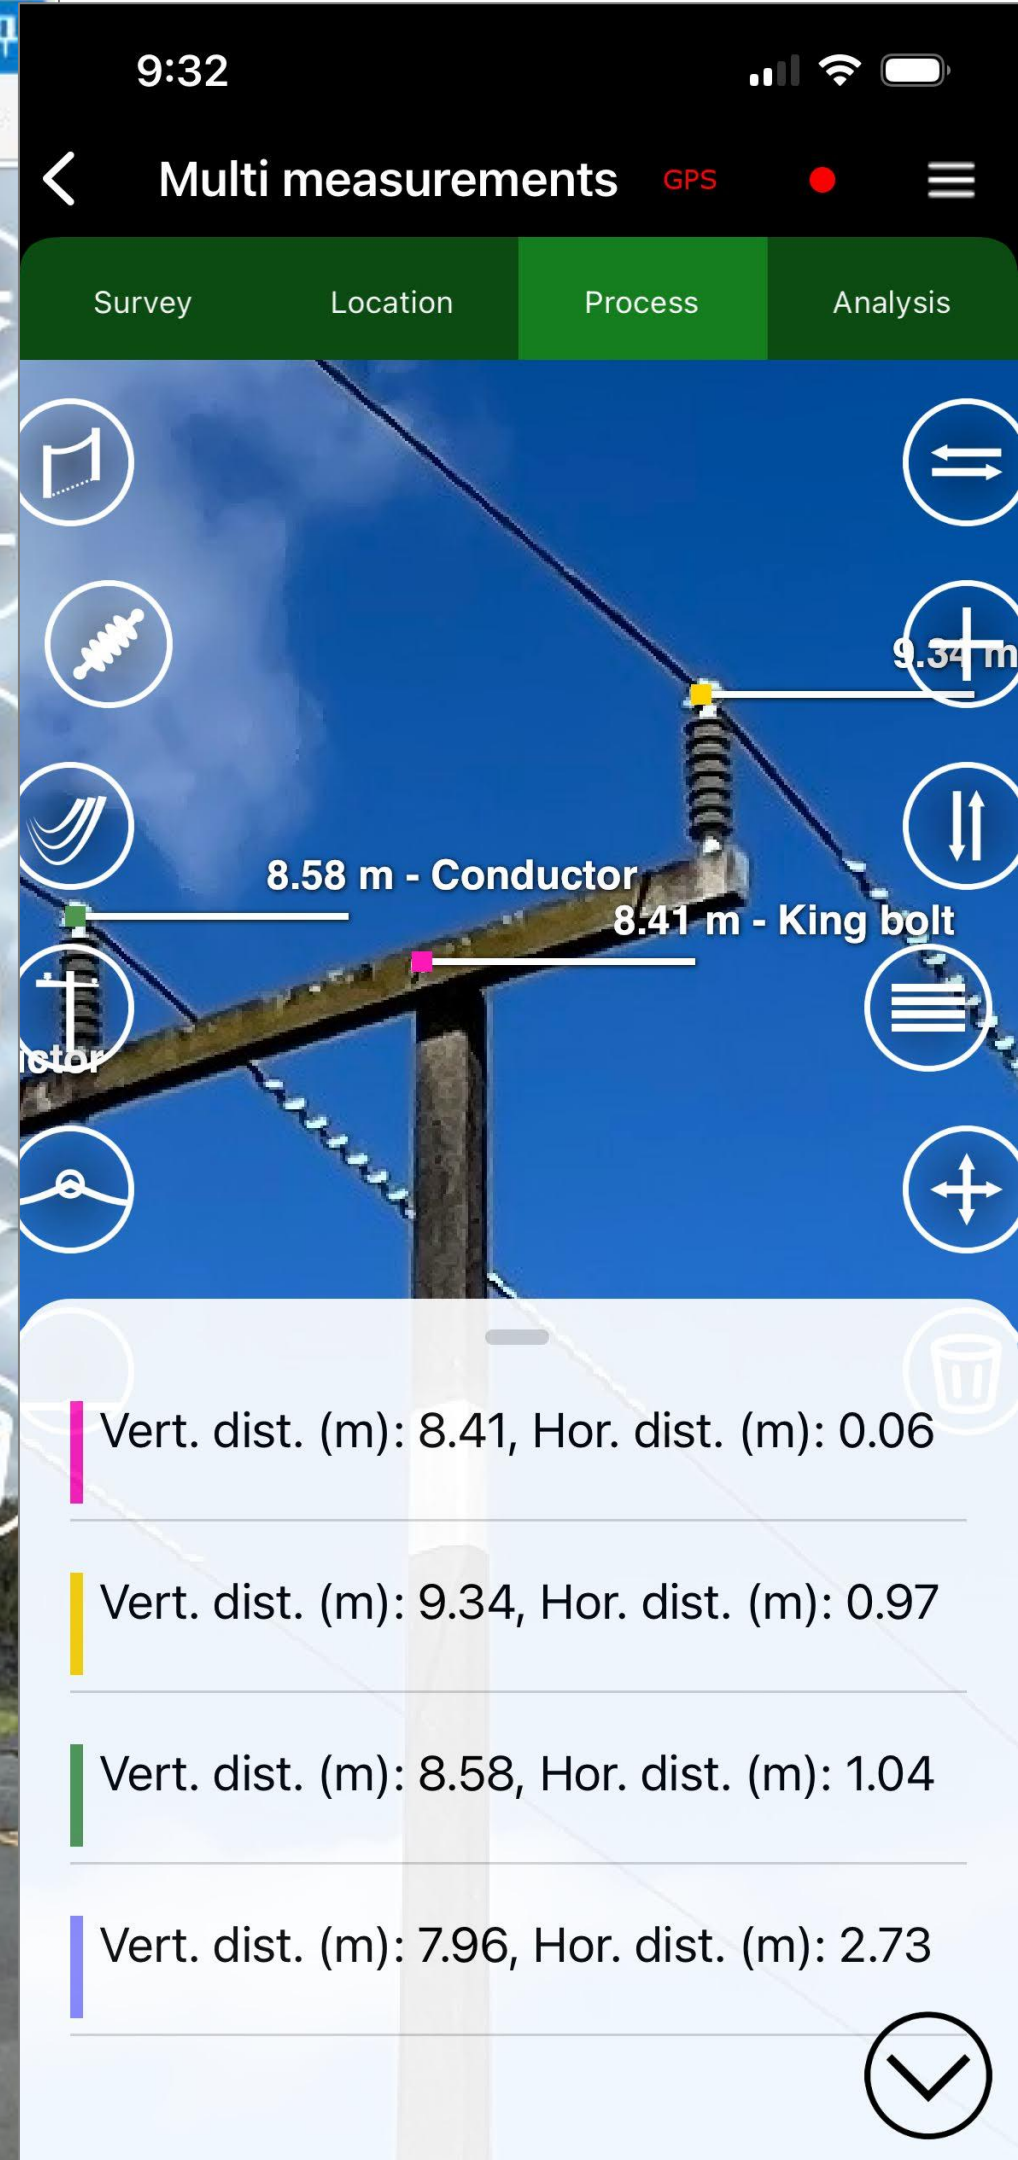 9:32
Multi measurements GPS
Survey Location Process Analysis
9.34 m
8.58 m - Conductor
8.41 m - King bolt
Vert. dist. (m): 8.41, Hor. dist. (m): 0.06
Vert. dist. (m): 9.34, Hor. dist. (m): 0.97
Vert. dist. (m): 8.58, Hor. dist. (m): 1.04
Vert. dist. (m): 7.96, Hor. dist. (m): 2.73